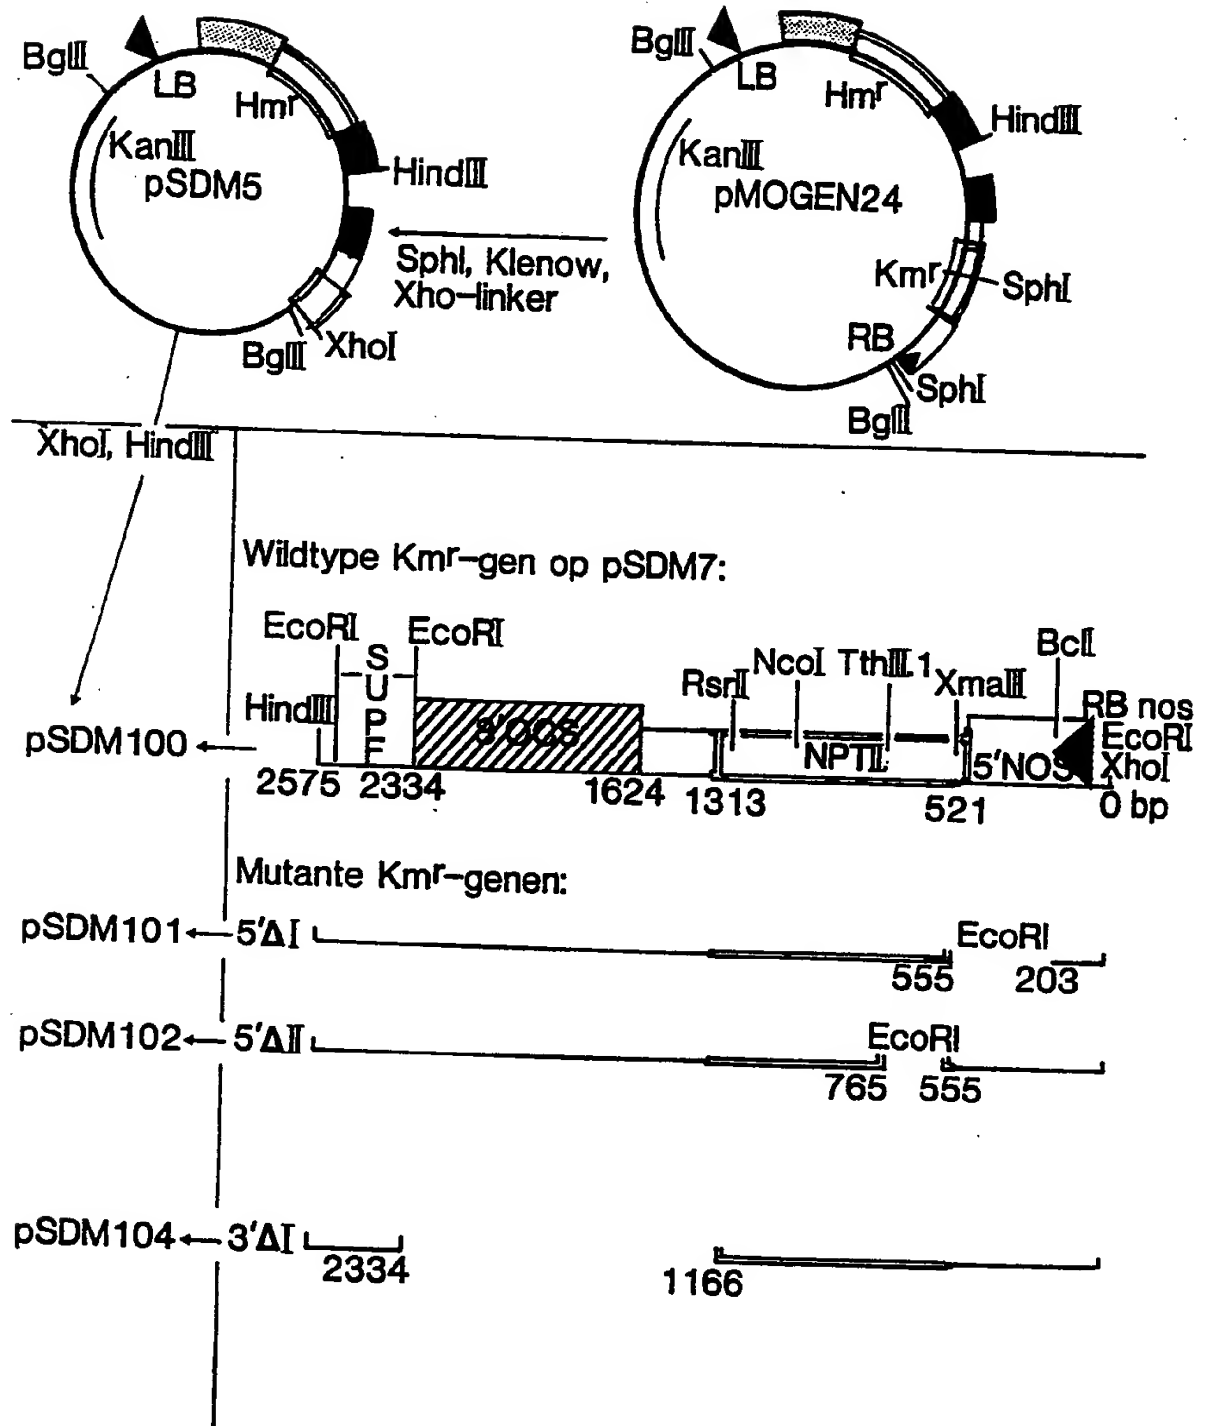 BglII
LB
Hmʳ
KanIII
pSDM5
HindIII
BglII
XhoI
SphI, Klenow,
Xho-linker
BglII
LB
Hmʳ
HindIII
KanIII
pMOGEN24
Kmʳ
SphI
RB
SphI
BglII
XhoI, HindIII
Wildtype Kmʳ-gen op pSDM7:
EcoRI
SUPF
EcoRI
HindIII
RsrII
NcoI
TthIII.1
XmaIII
BclI
RB nos
EcoRI
XhoI
pSDM100
3'OCS
NPTII
5'NOS
2575
2334
1624
1313
521
0 bp
Mutante Kmʳ-genen:
pSDM101
5'ΔI
EcoRI
555
203
pSDM102
5'ΔII
EcoRI
765
555
pSDM104
3'ΔI
2334
1166